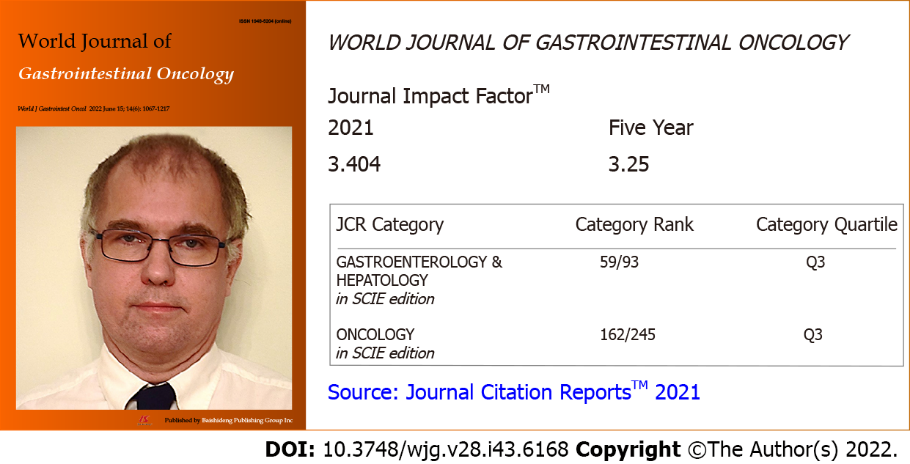 ISSN 1948-5204 (online)
World Journal of
Gastrointestinal Oncology
World J Gastrointest Oncol 2022 June 15; 14(6): 1067-1217
Published by Baishideng Publishing Group Inc
WORLD JOURNAL OF GASTROINTESTINAL ONCOLOGY
Journal Impact Factor™
2021 Five Year
3.404 3.25
JCR Category Category Rank Category Quartile
GASTROENTEROLOGY & 59/93 Q3
HEPATOLOGY
in SCIE edition
ONCOLOGY 162/245 Q3
in SCIE edition
Source: Journal Citation Reports™ 2021
DOI: 10.3748/wjg.v28.i43.6168 Copyright ©The Author(s) 2022.